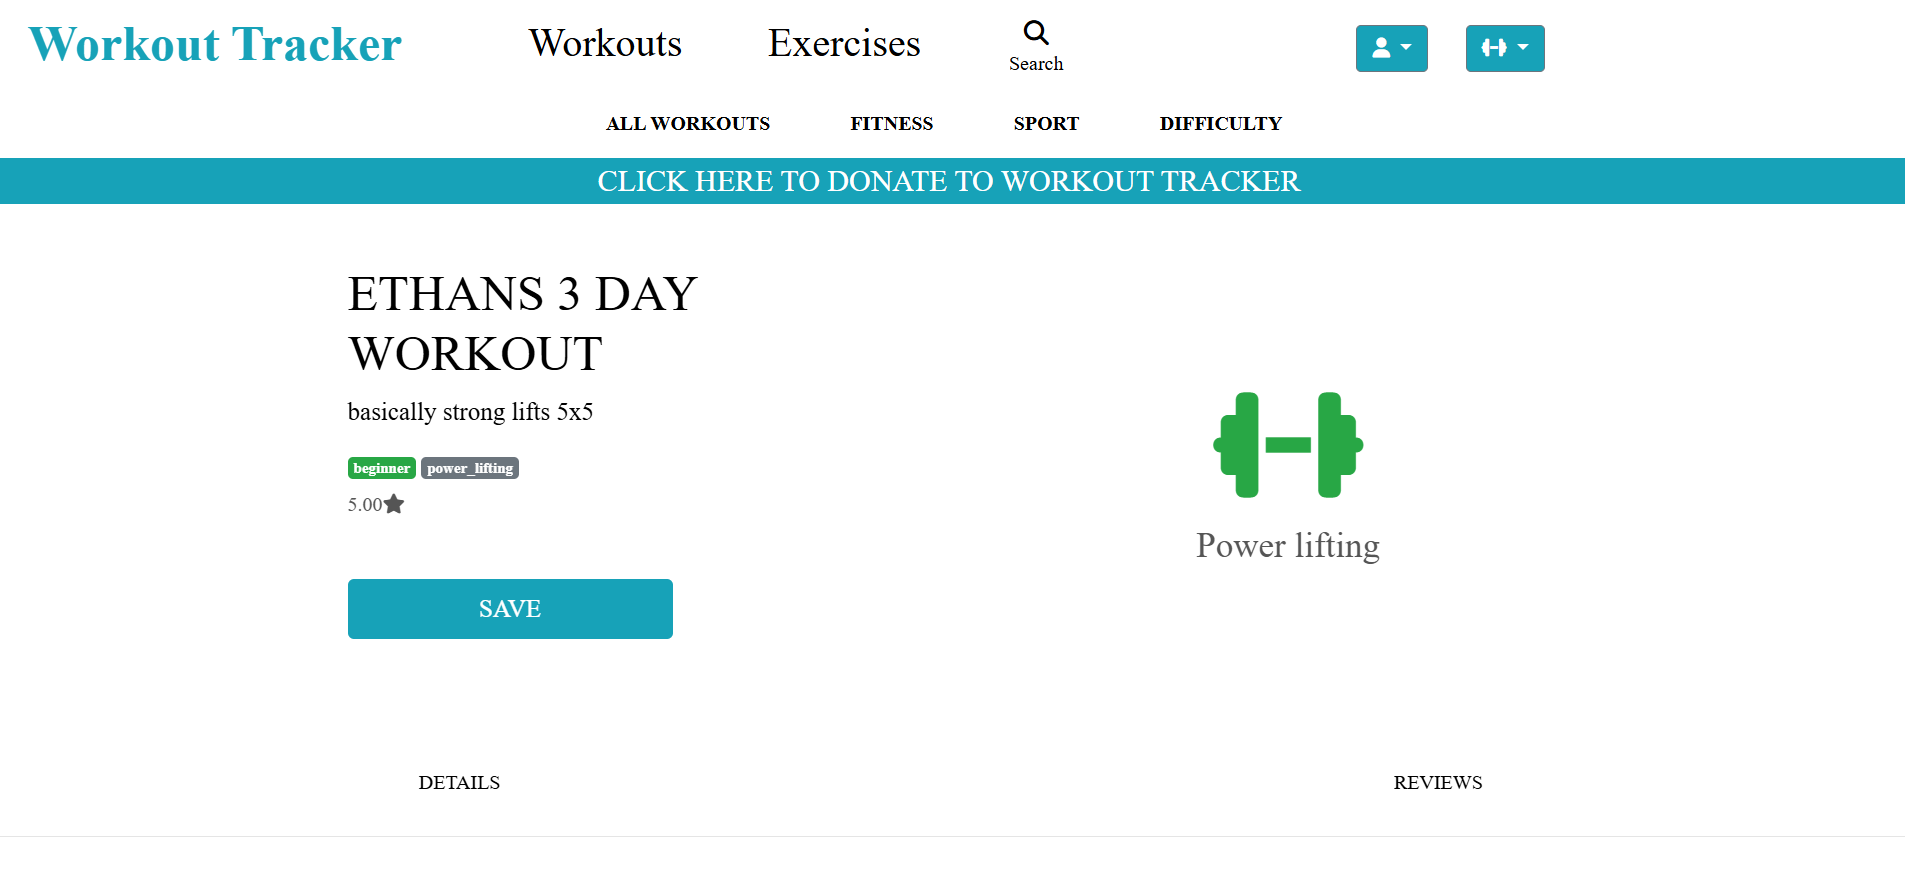 Workout Tracker
Workouts
Exercises
Search
ALL WORKOUTS
FITNESS
SPORT
DIFFICULTY
CLICK HERE TO DONATE TO WORKOUT TRACKER
ETHANS 3 DAY
WORKOUT
basically strong lifts 5x5
beginner power_lifting
5.00
SAVE
Power lifting
DETAILS
REVIEWS